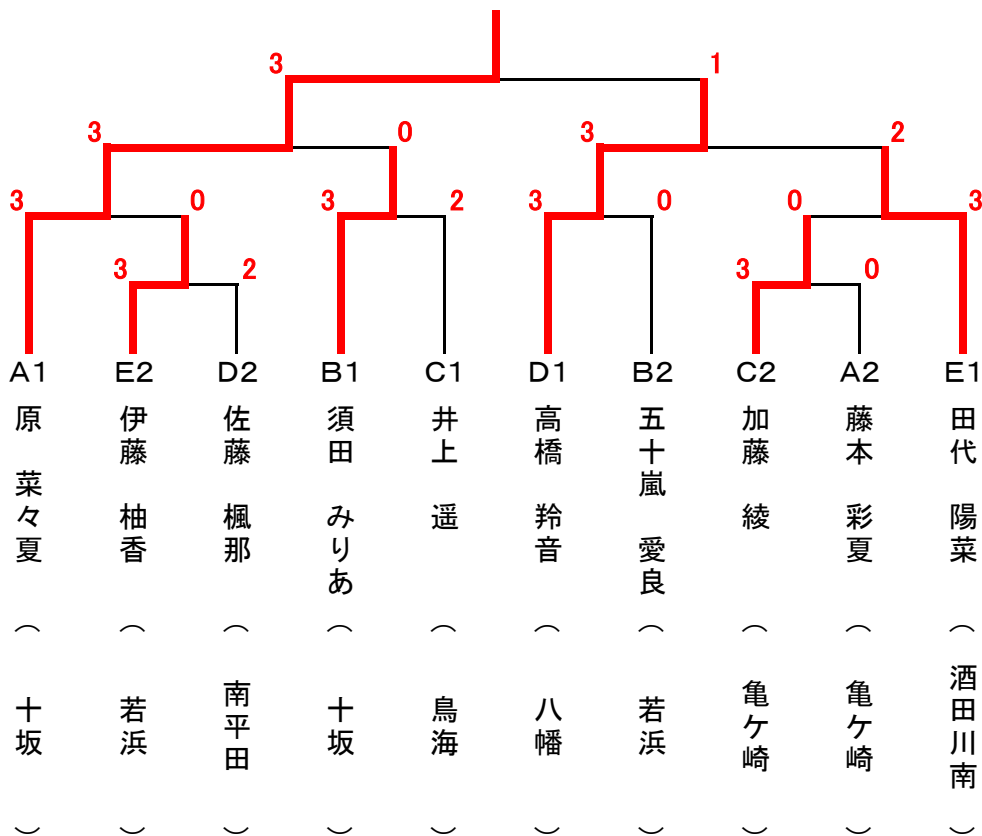 3 1
3 0 3 2
3 0 3 2 3 0 0 3
3 2 3 0
A1 E2 D2 B1 C1 D1 B2 C2 A2 E1
原 菜々夏 (十坂)
伊藤 柚香 (若浜)
佐藤 楓那 (南平田)
須田 みりあ (十坂)
井上 遥 (鳥海)
高橋 羚音 (八幡)
五十嵐 愛良 (若浜)
加藤 綾 (亀ケ崎)
藤本 彩夏 (亀ケ崎)
田代 陽菜 (酒田川南)